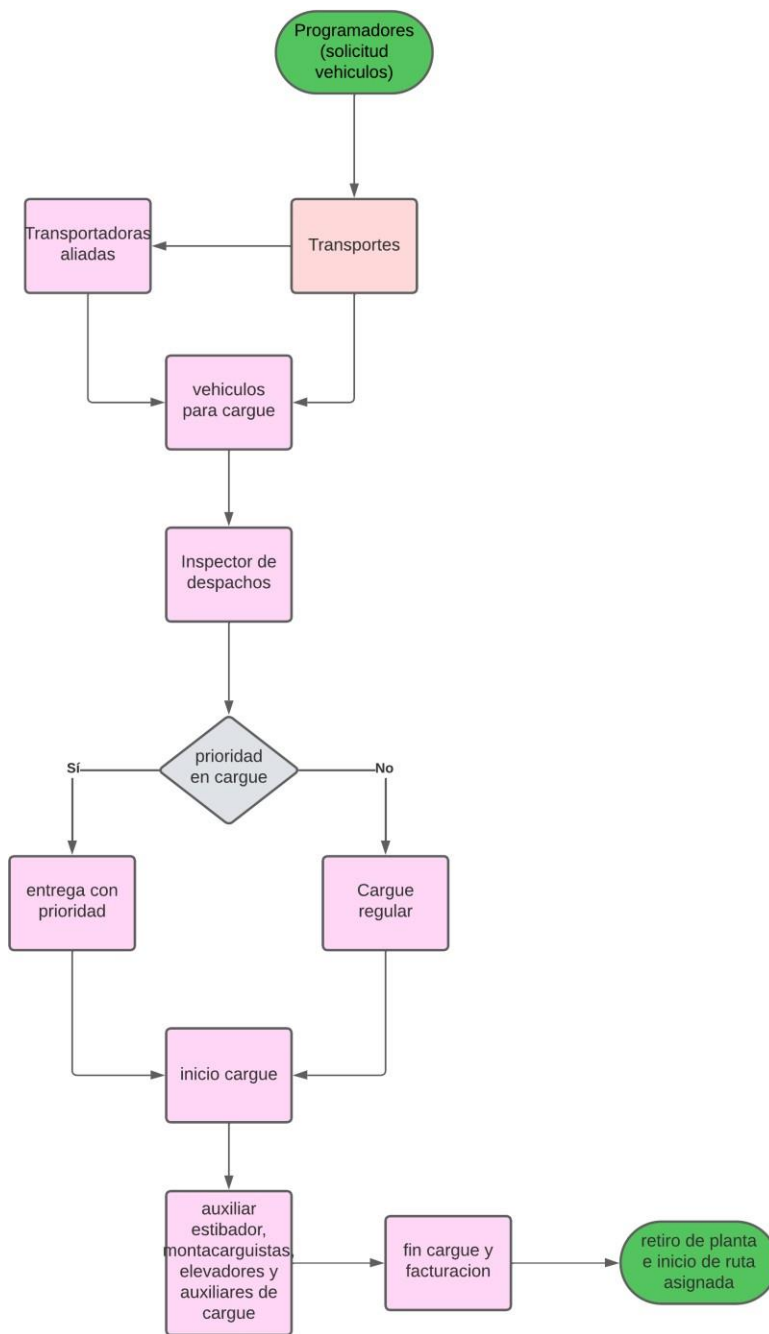 Programadores
(solicitud
vehiculos)
Transportadoras
aliadas
Transportes
vehiculos
para cargue
Inspector de
despachos
prioridad
en cargue
Sí
No
entrega con
prioridad
Cargue
regular
inicio cargue
auxiliar
estibador,
montacarguistas,
elevadores y
auxiliares de
cargue
fin cargue y
facturacion
retiro de planta
e inicio de ruta
asignada